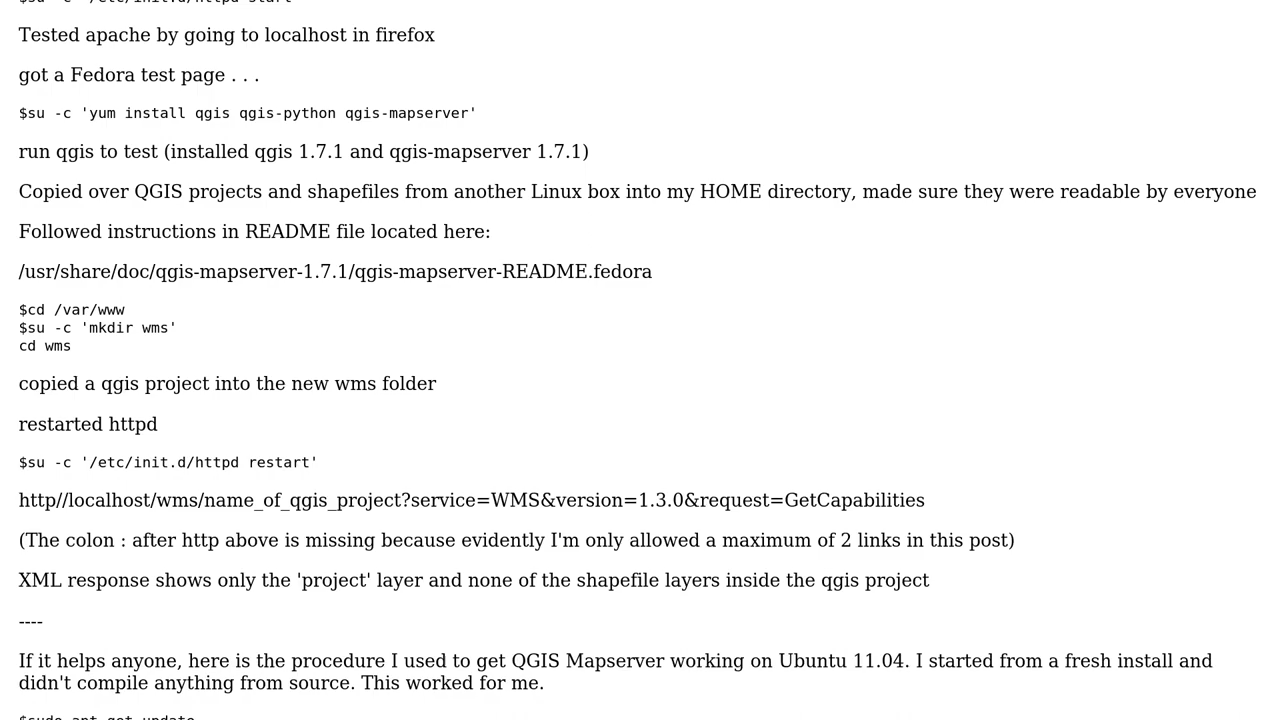 $su -c '/etc/init.d/httpd start'
Tested apache by going to localhost in firefox
got a Fedora test page . . .
$su -c 'yum install qgis qgis-python qgis-mapserver'
run qgis to test (installed qgis 1.7.1 and qgis-mapserver 1.7.1)
Copied over QGIS projects and shapefiles from another Linux box into my HOME directory, made sure they were readable by everyone
Followed instructions in README file located here:
/usr/share/doc/qgis-mapserver-1.7.1/qgis-mapserver-README.fedora
$cd /var/www
$su -c 'mkdir wms'
cd wms
copied a qgis project into the new wms folder
restarted httpd
$su -c '/etc/init.d/httpd restart'
http//localhost/wms/name_of_qgis_project?service=WMS&version=1.3.0&request=GetCapabilities
(The colon : after http above is missing because evidently I'm only allowed a maximum of 2 links in this post)
XML response shows only the 'project' layer and none of the shapefile layers inside the qgis project
----
If it helps anyone, here is the procedure I used to get QGIS Mapserver working on Ubuntu 11.04. I started from a fresh install and
didn't compile anything from source. This worked for me.
$sudo apt-get update